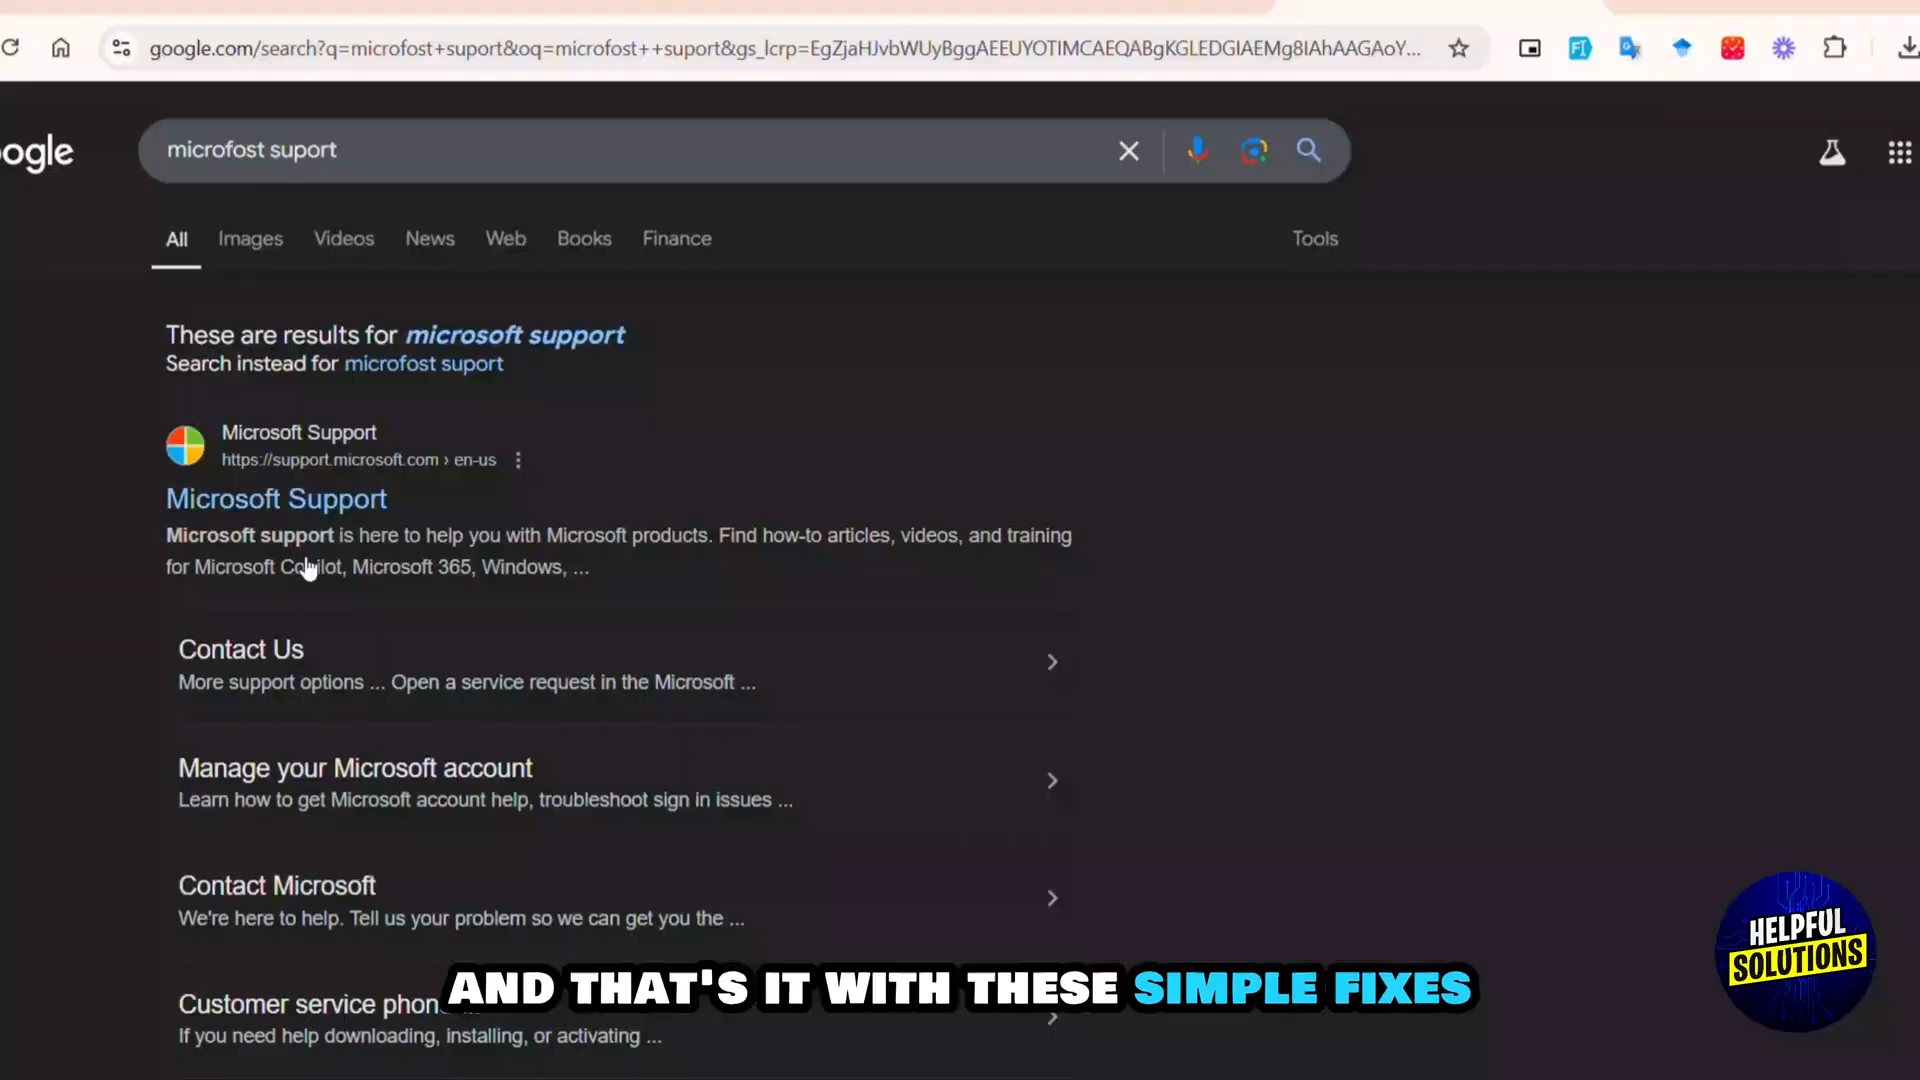 google.com/search?q=microfost+suport&oq=microfost++suport&gs_lcrp=EgZjaHJvbWUyBggAEEUYOTIMCAEQABgKGLEDGIAEMg8IAhAAGAoY...
ogle
microfost suport
All Images Videos News Web Books Finance Tools
These are results for microsoft support
Search instead for microfost suport
Microsoft Support
https://support.microsoft.com › en-us
Microsoft Support
Microsoft support is here to help you with Microsoft products. Find how-to articles, videos, and training
for Microsoft Copilot, Microsoft 365, Windows, ...
Contact Us
More support options ... Open a service request in the Microsoft ...
Manage your Microsoft account
Learn how to get Microsoft account help, troubleshoot sign in issues ...
Contact Microsoft
We're here to help. Tell us your problem so we can get you the ...
HELPFUL
SOLUTIONS
AND THAT'S IT WITH THESE SIMPLE FIXES
Customer service phon
If you need help downloading, installing, or activating ...